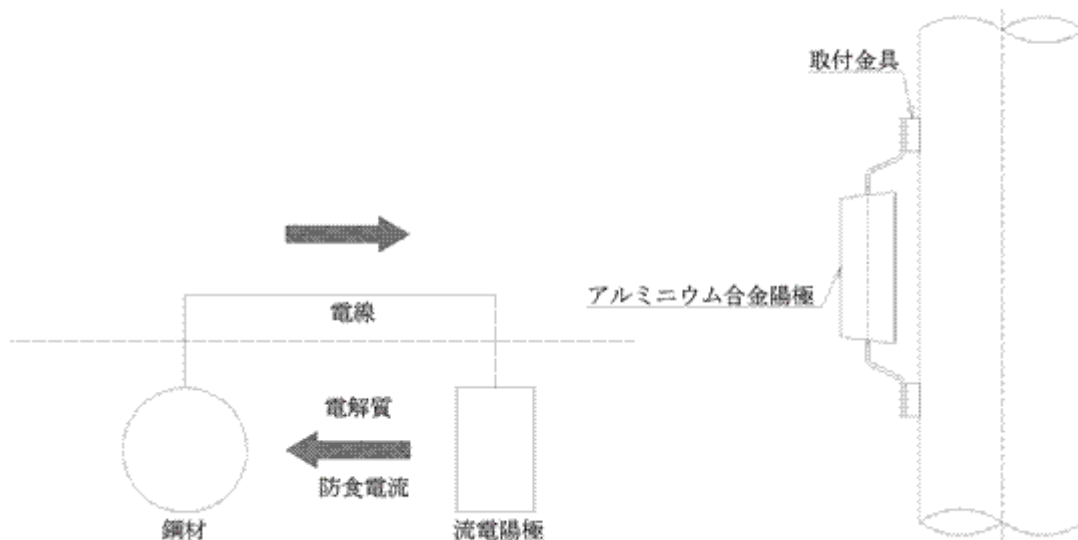 取付金具
アルミニウム合金陽極
電線
電解質
防食電流
鋼材
流電陽極